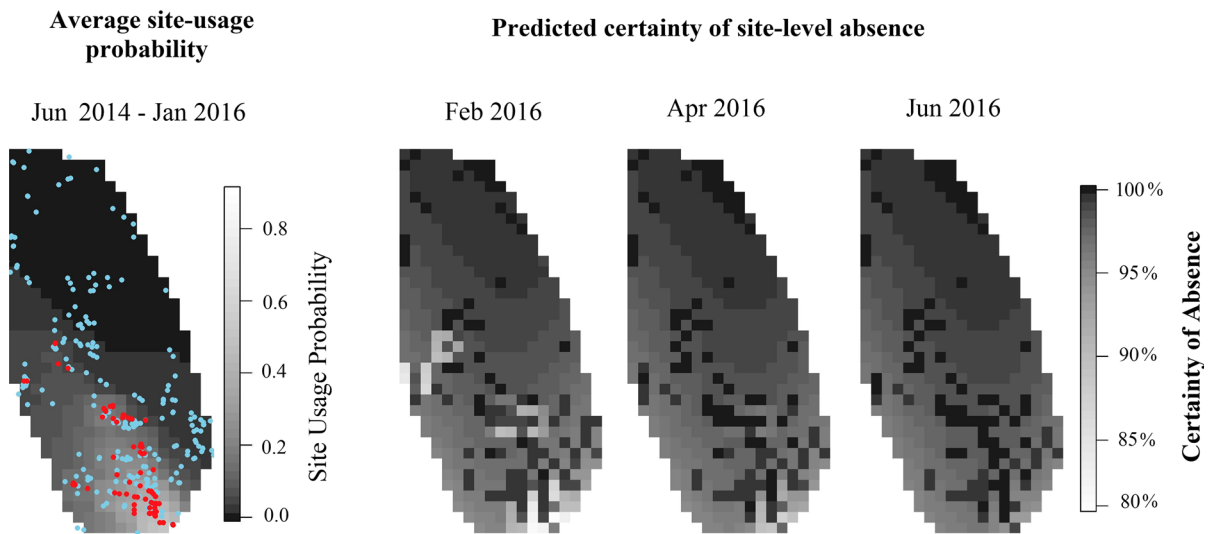 Average site-usage
probability
Predicted certainty of site-level absence
Jun 2014 - Jan 2016
Feb 2016
Apr 2016
Jun 2016
0.8
0.6
0.4
0.2
0.0
Site Usage Probability
100%
95%
90%
85%
80%
Certainty of Absence